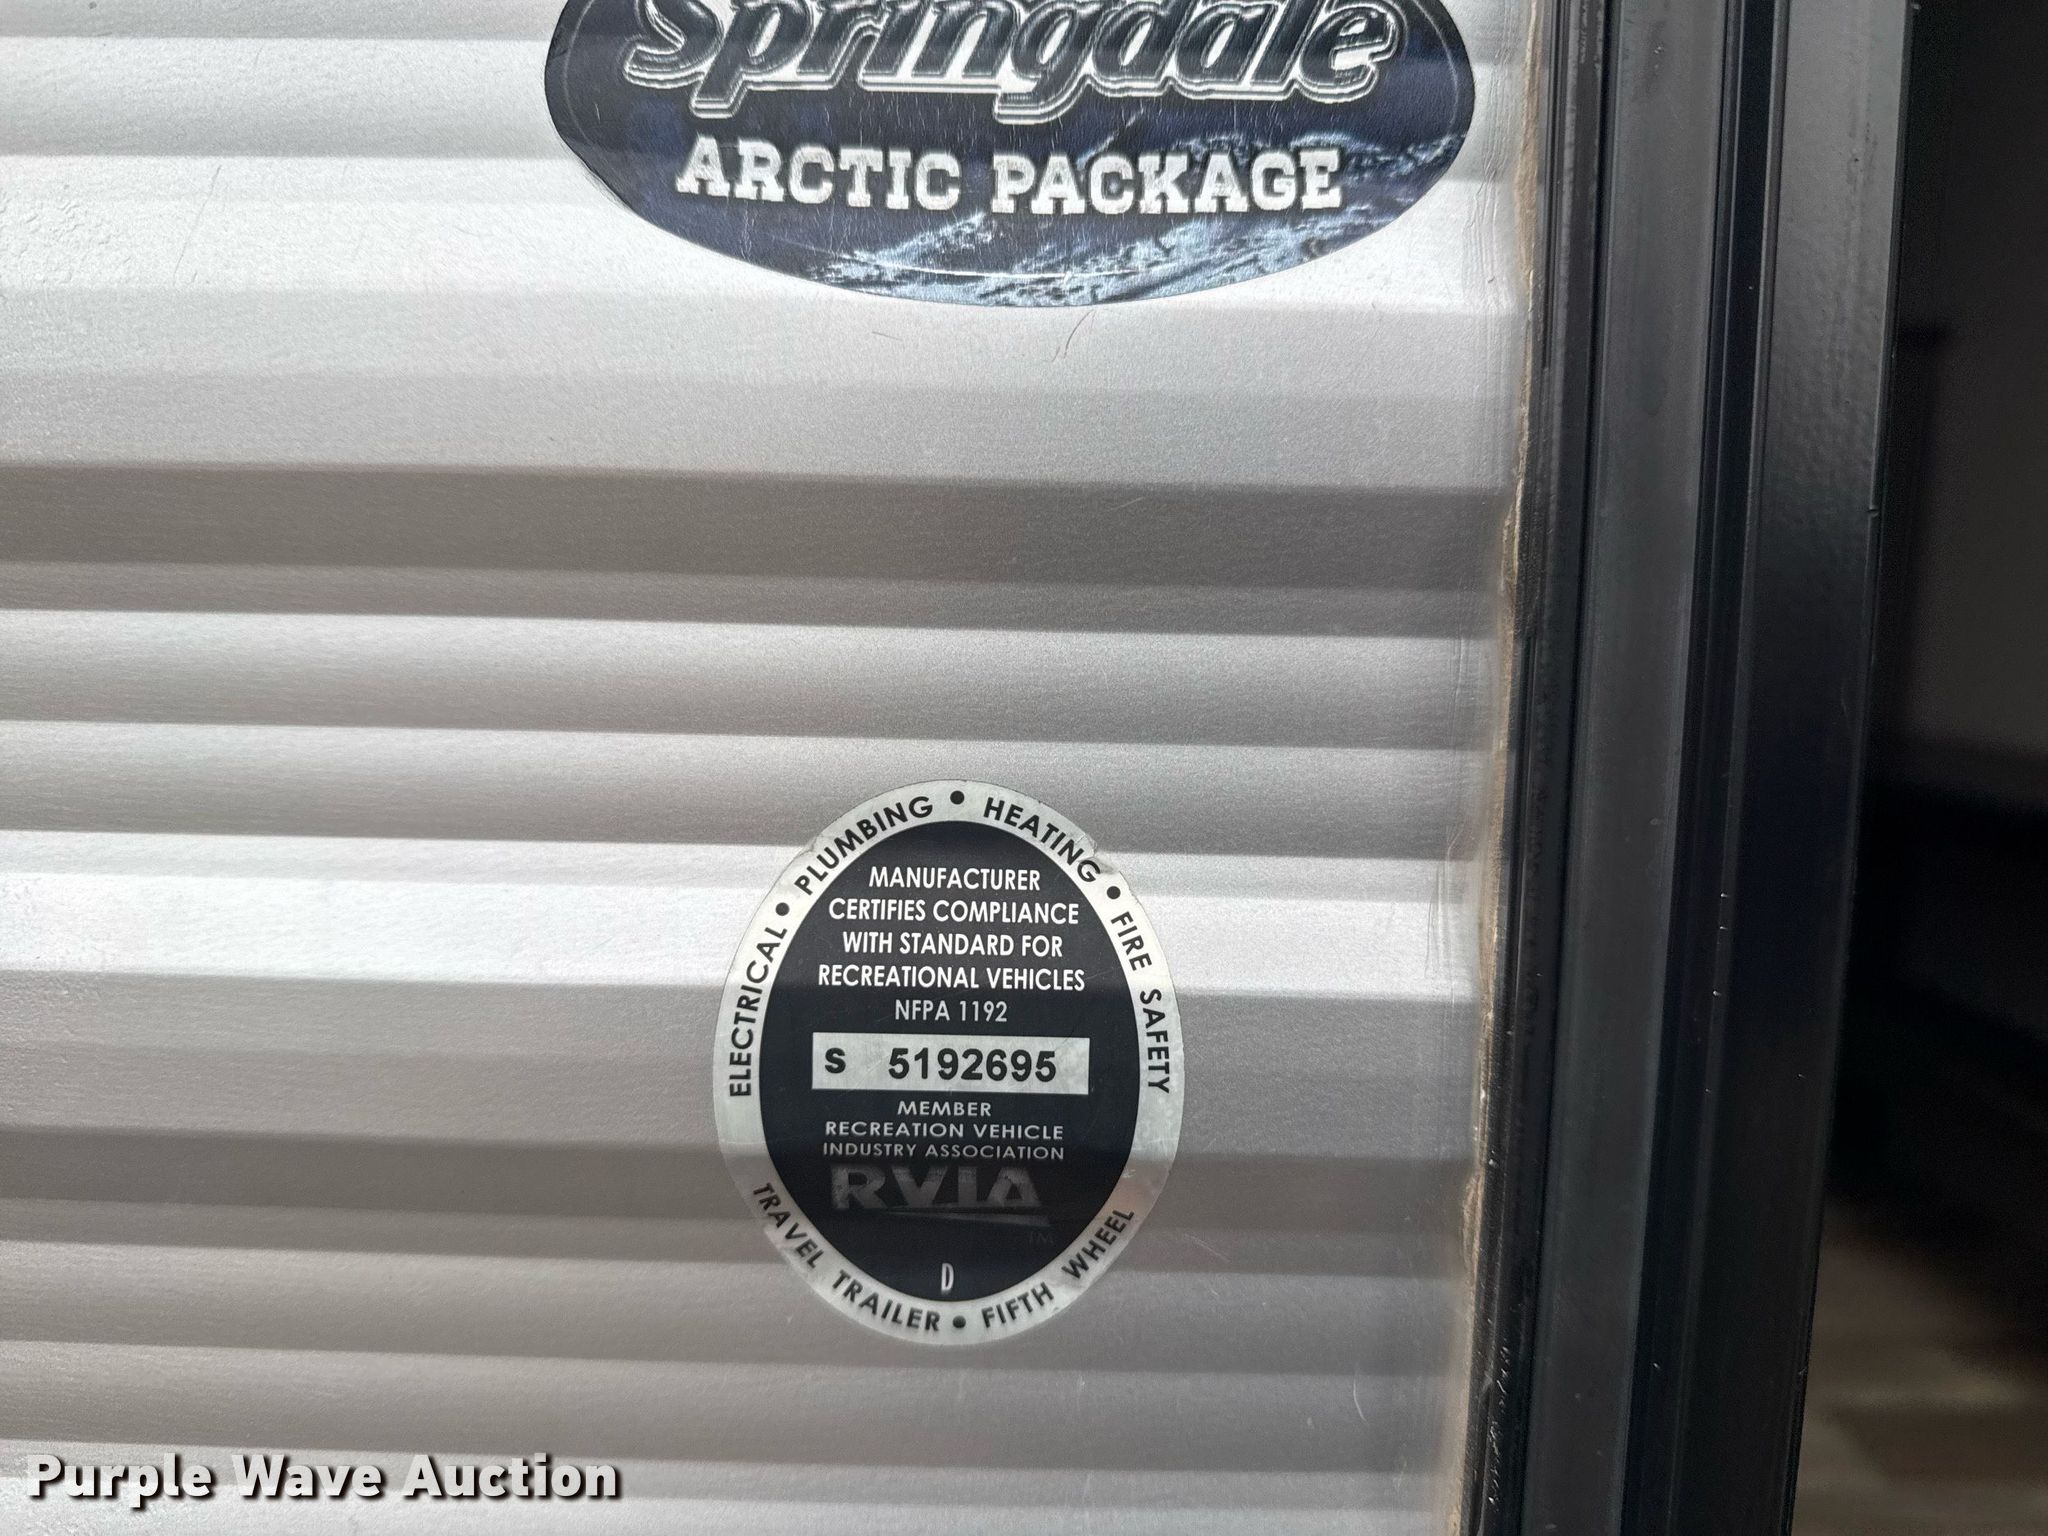 Springdale
ARCTIC PACKAGE
ELECTRICAL • PLUMBING • HEATING • FIRE SAFETY
MANUFACTURER
CERTIFIES COMPLIANCE
WITH STANDARD FOR
RECREATIONAL VEHICLES
NFPA 1192
S 5192695
MEMBER
RECREATION VEHICLE
INDUSTRY ASSOCIATION
RVIA
TM
D
TRAVEL TRAILER • FIFTH WHEEL
Purple Wave Auction